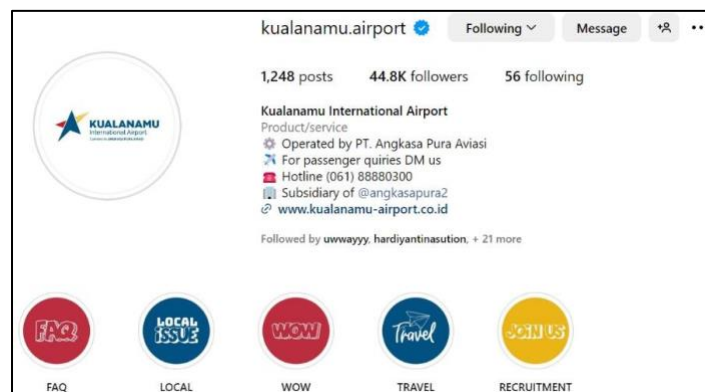 kualanamu.airport
Following
Message
1,248 posts 44.8K followers 56 following
KUALANAMU
International Airport
Kualanamu International Airport
Product/service
Operated by PT. Angkasa Pura Aviasi
For passenger quiries DM us
Hotline (061) 88880300
Subsidiary of @angkasapura2
www.kualanamu-airport.co.id
Followed by uwwayyy, hardiyantinasution, + 21 more
FAQ
LOCAL
ISSUE
WOW
Travel
JOIN US
FAQ LOCAL WOW TRAVEL RECRUITMENT